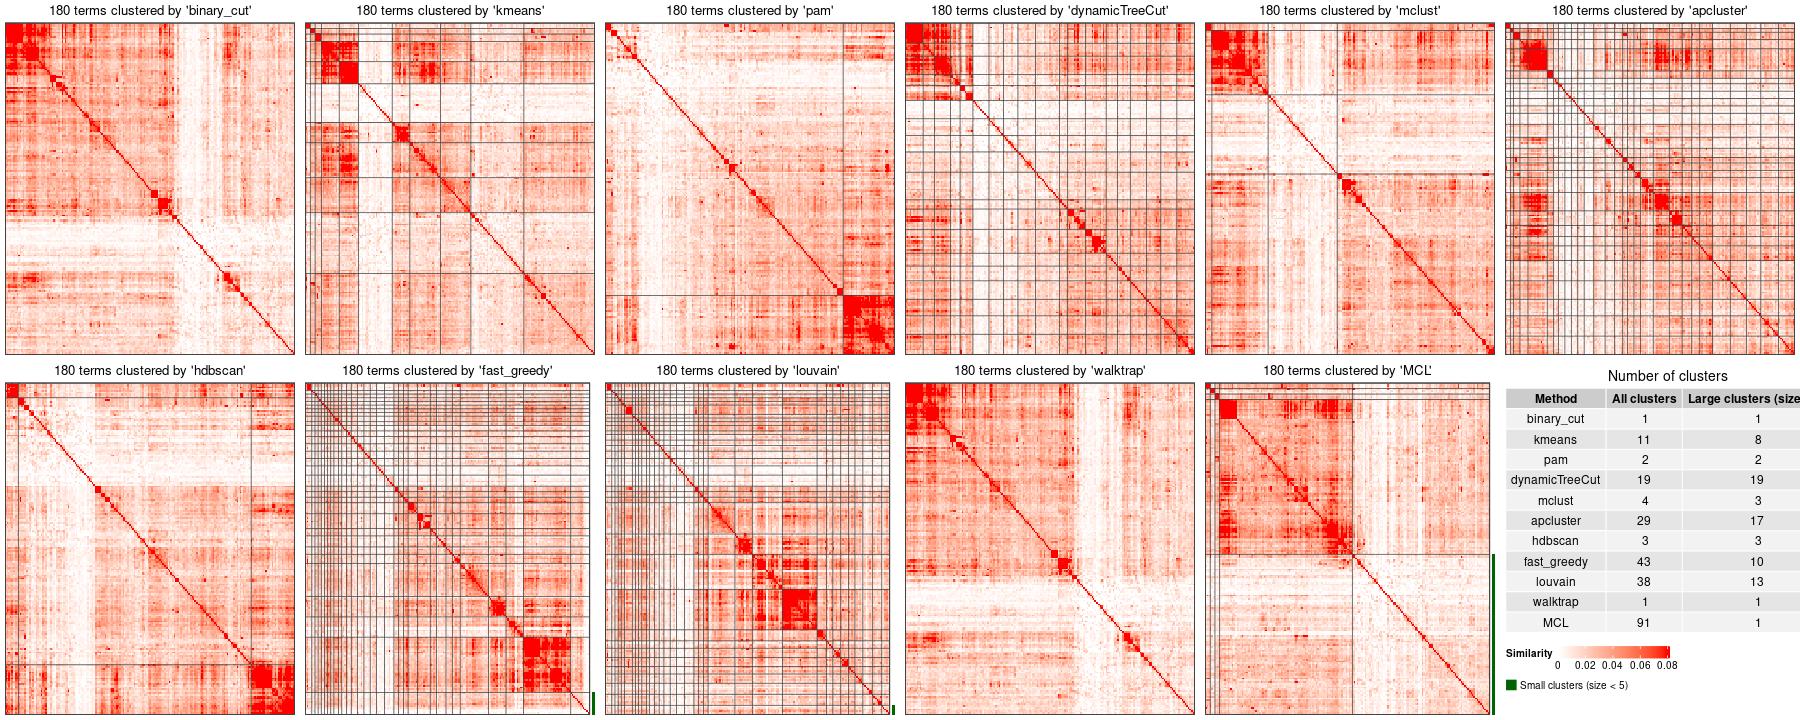 180 terms clustered by 'binary_cut'
180 terms clustered by 'kmeans'
180 terms clustered by 'pam'
180 terms clustered by 'dynamicTreeCut'
180 terms clustered by 'mclust'
180 terms clustered by 'apcluster'
180 terms clustered by 'hdbscan'
180 terms clustered by 'fast_greedy'
180 terms clustered by 'louvain'
180 terms clustered by 'walktrap'
180 terms clustered by 'MCL'
Number of clusters
Method All clusters Large clusters (size
binary_cut 1 1
kmeans 11 8
pam 2 2
dynamicTreeCut 19 19
mclust 4 3
apcluster 29 17
hdbscan 3 3
fast_greedy 43 10
louvain 38 13
walktrap 1 1
MCL 91 1
Similarity
0 0.02 0.04 0.06 0.08
Small clusters (size < 5)